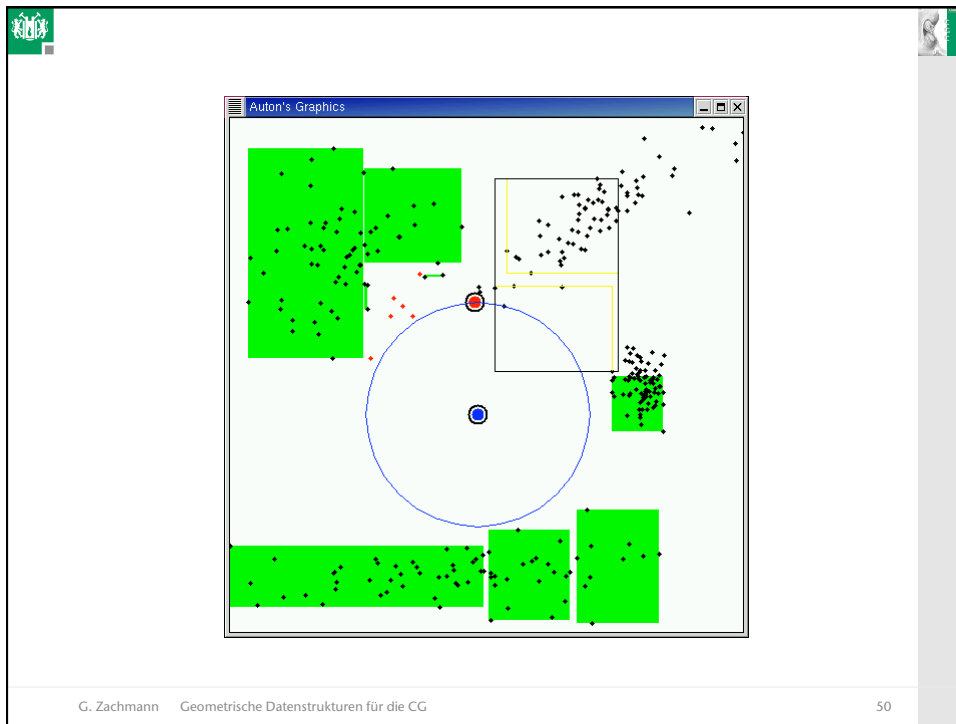 Auton's Graphics
G. Zachmann Geometrische Datenstrukturen für die CG 50